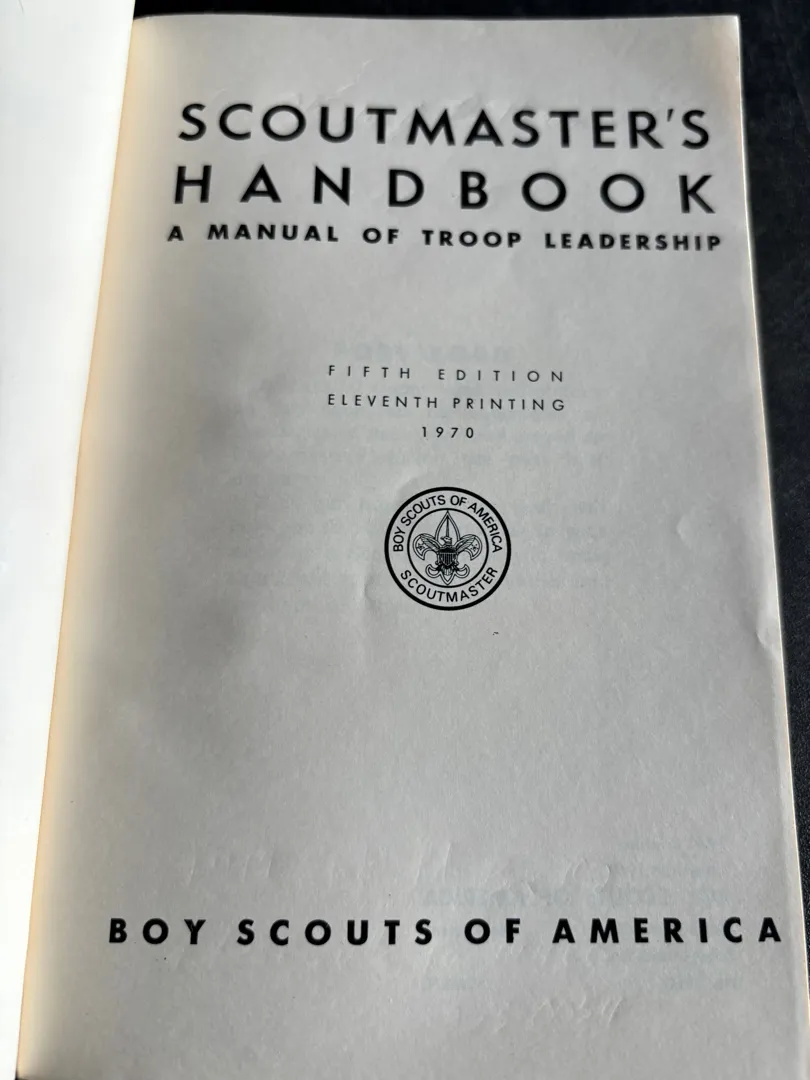 SCOUTMASTER'S
HANDBOOK
A MANUAL OF TROOP LEADERSHIP
FIFTH EDITION
ELEVENTH PRINTING
1970
BOY SCOUTS OF AMERICA
SCOUTMASTER
BOY SCOUTS OF AMERICA